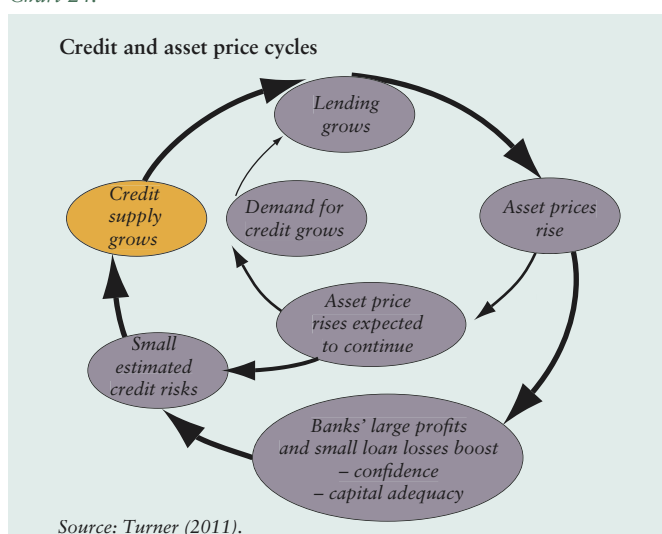 Credit and asset price cycles
Lending
grows
Credit
supply
grows
Demand for
credit grows
Asset prices
rise
Asset price
rises expected
to continue
Small
estimated
credit risks
Banks’ large profits
and small loan losses boost
– confidence
– capital adequacy
Source: Turner (2011).